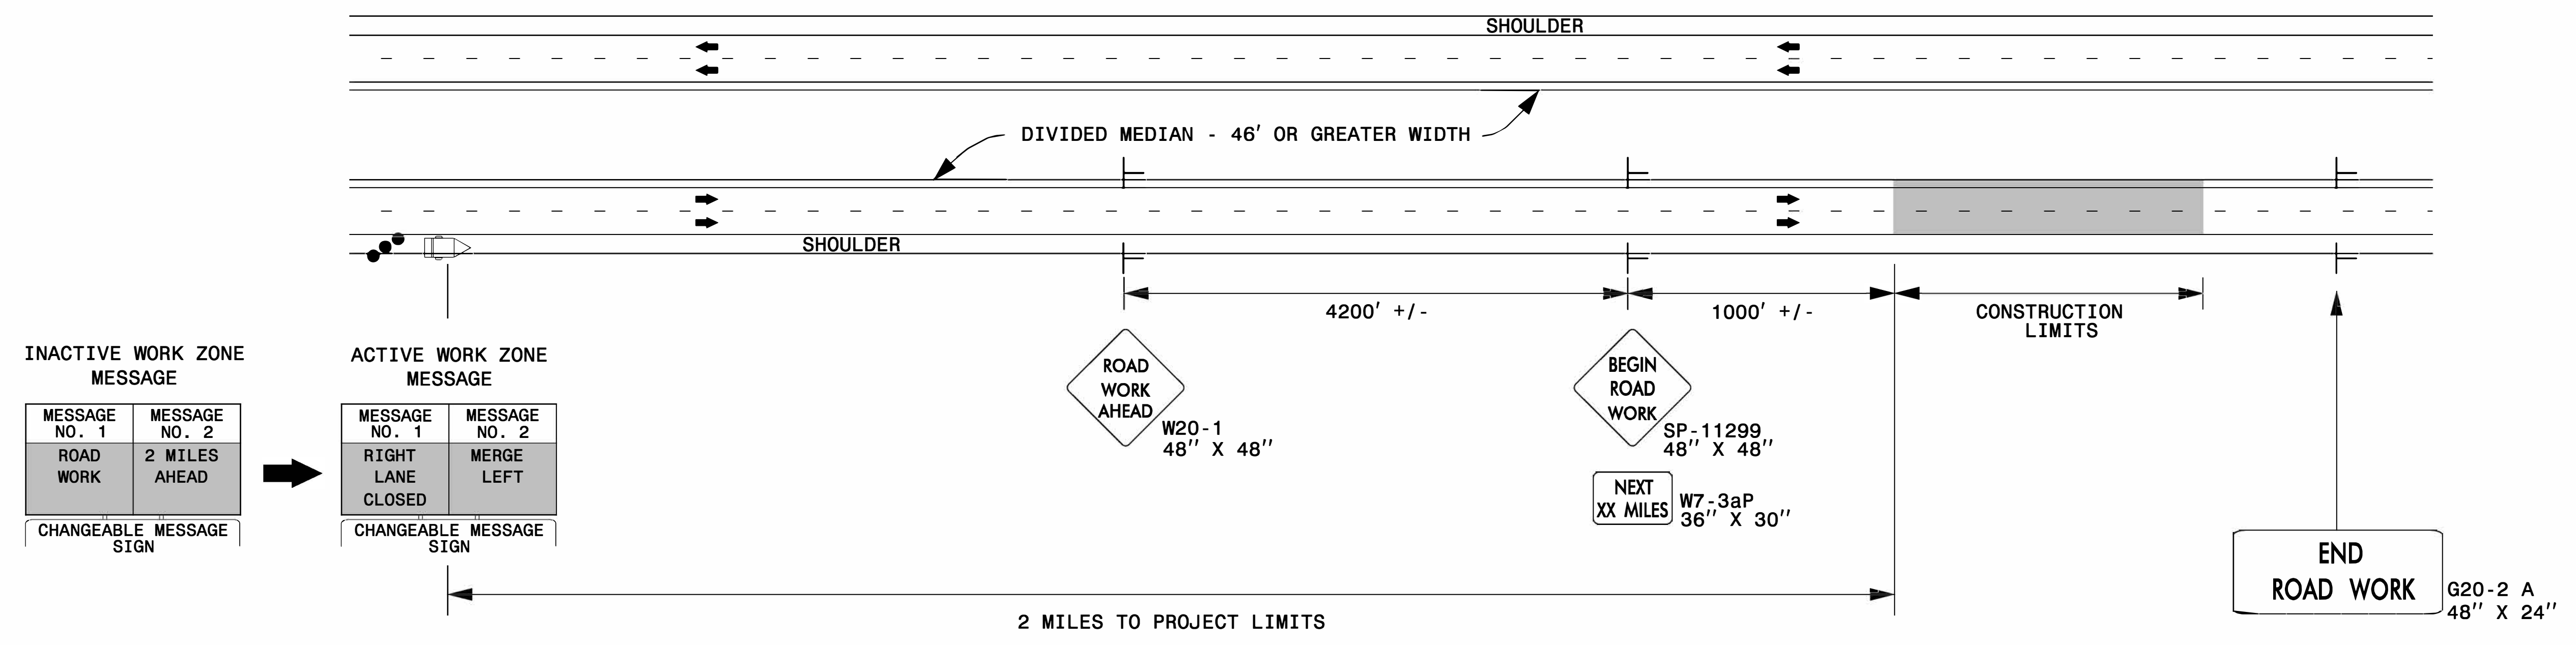 SHOULDER
DIVIDED MEDIAN - 46' OR GREATER WIDTH
SHOULDER
4200' +/-
1000' +/-
CONSTRUCTION
LIMITS
INACTIVE WORK ZONE
MESSAGE
MESSAGE
NO. 1
MESSAGE
NO. 2
ROAD
WORK
2 MILES
AHEAD
CHANGEABLE MESSAGE
SIGN
ACTIVE WORK ZONE
MESSAGE
MESSAGE
NO. 1
MESSAGE
NO. 2
RIGHT
LANE
CLOSED
MERGE
LEFT
CHANGEABLE MESSAGE
SIGN
ROAD
WORK
AHEAD
W20-1
48'' X 48''
BEGIN
ROAD
WORK
SP-11299
48'' X 48''
NEXT
XX MILES
W7-3aP
36'' X 30''
END
ROAD WORK
G20-2 A
48'' X 24''
2 MILES TO PROJECT LIMITS